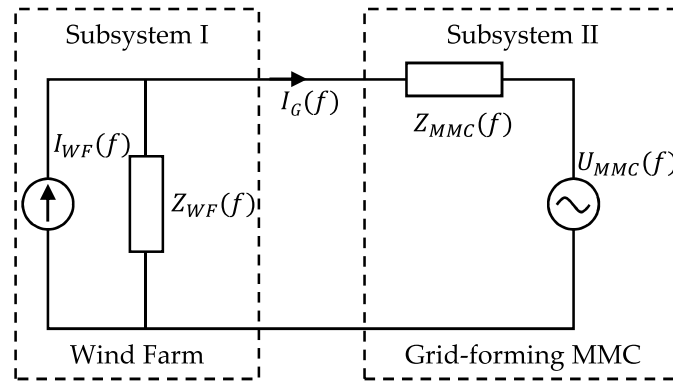 Subsystem I
Subsystem II
I_G(f)
Z_MMC(f)
I_WF(f)
U_MMC(f)
Z_WF(f)
Wind Farm
Grid-forming MMC